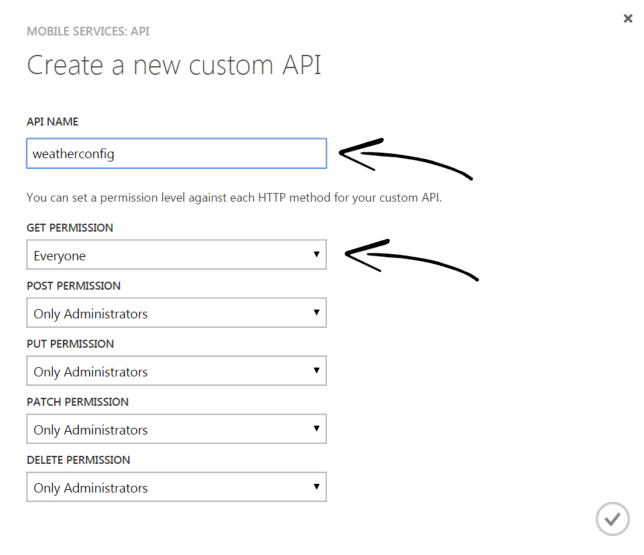 MOBILE SERVICES: API
Create a new custom API
API NAME
weatherconfig
You can set a permission level against each HTTP method for your custom API.
GET PERMISSION
Everyone
POST PERMISSION
Only Administrators
PUT PERMISSION
Only Administrators
PATCH PERMISSION
Only Administrators
DELETE PERMISSION
Only Administrators